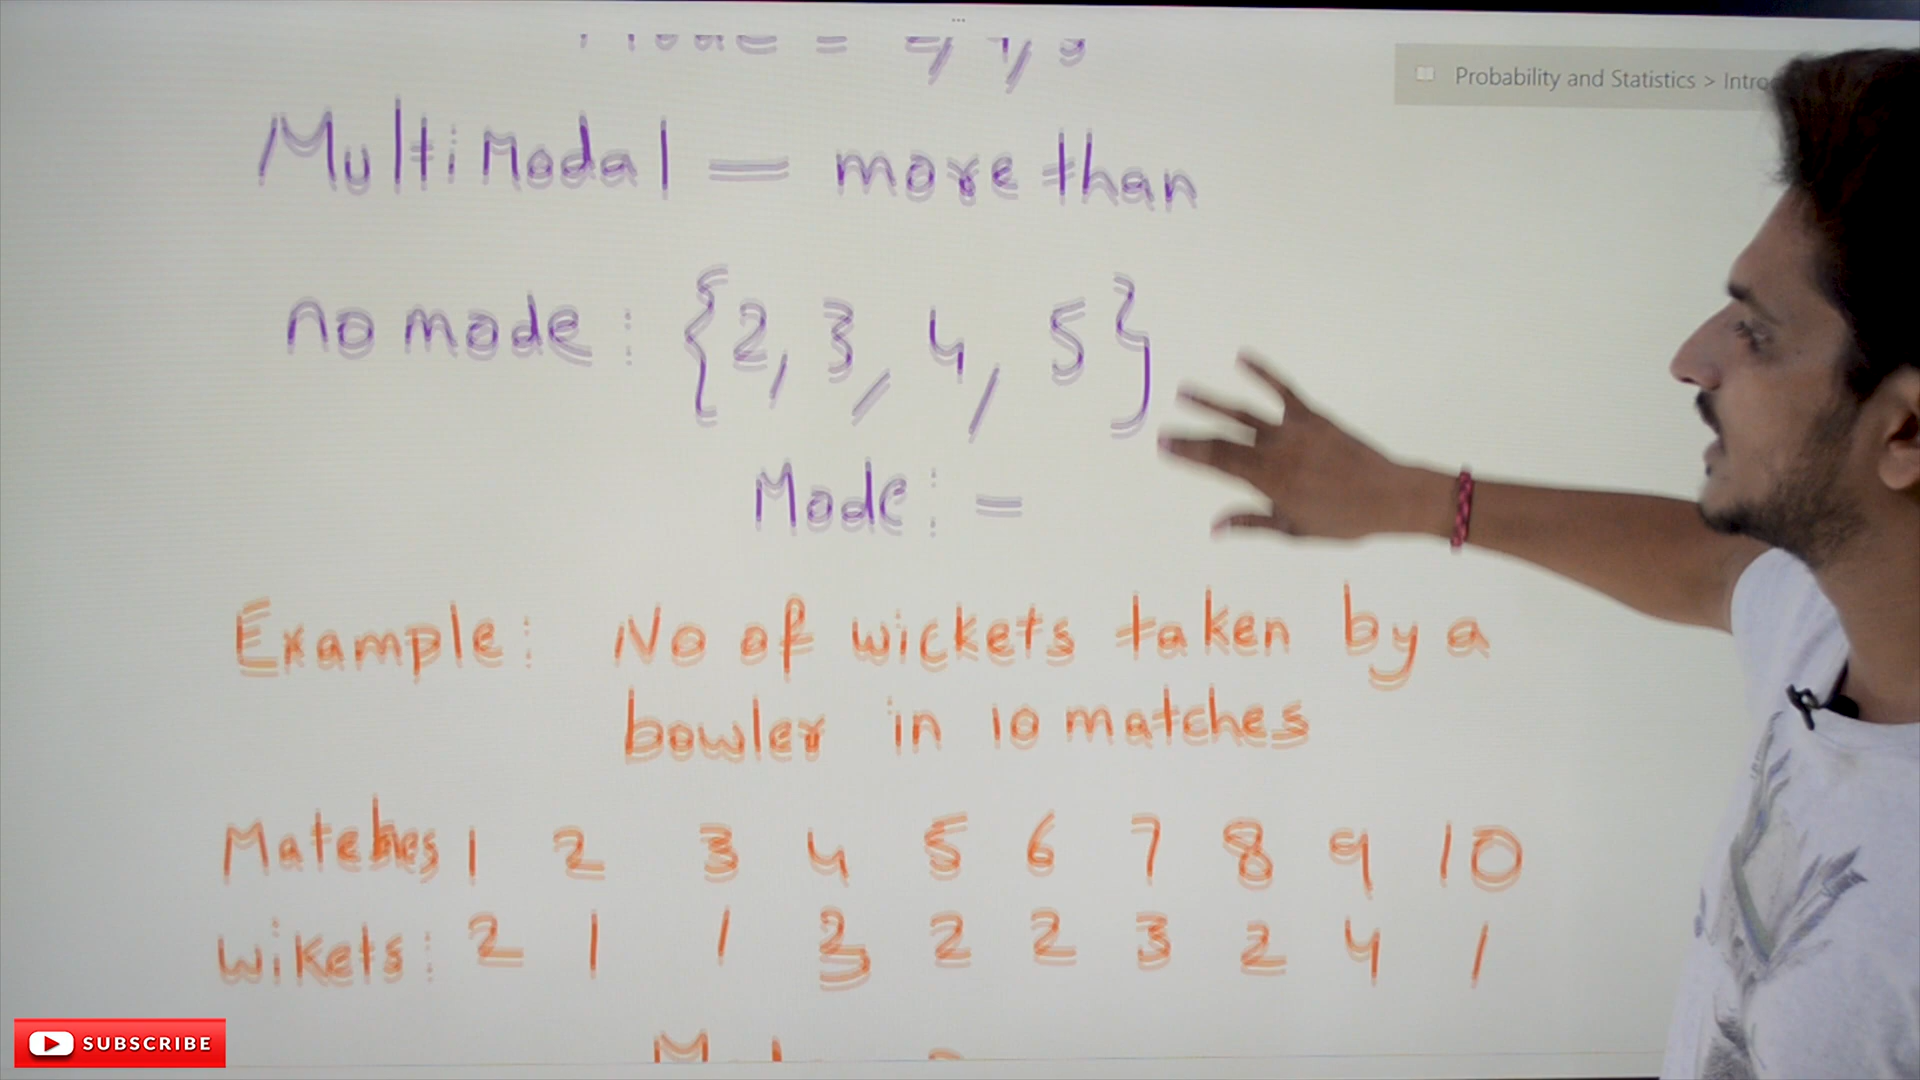 Probability and Statistics > Intro
MultiModal = more than
no mode : {2, 3, 4, 5}
Mode : =
Example : No of wickets taken by a
bowler in 10 matches
Matches 1 2 3 4 5 6 7 8 9 10
Wikets : 2 1 1 3 2 2 3 2 4 1
SUBSCRIBE